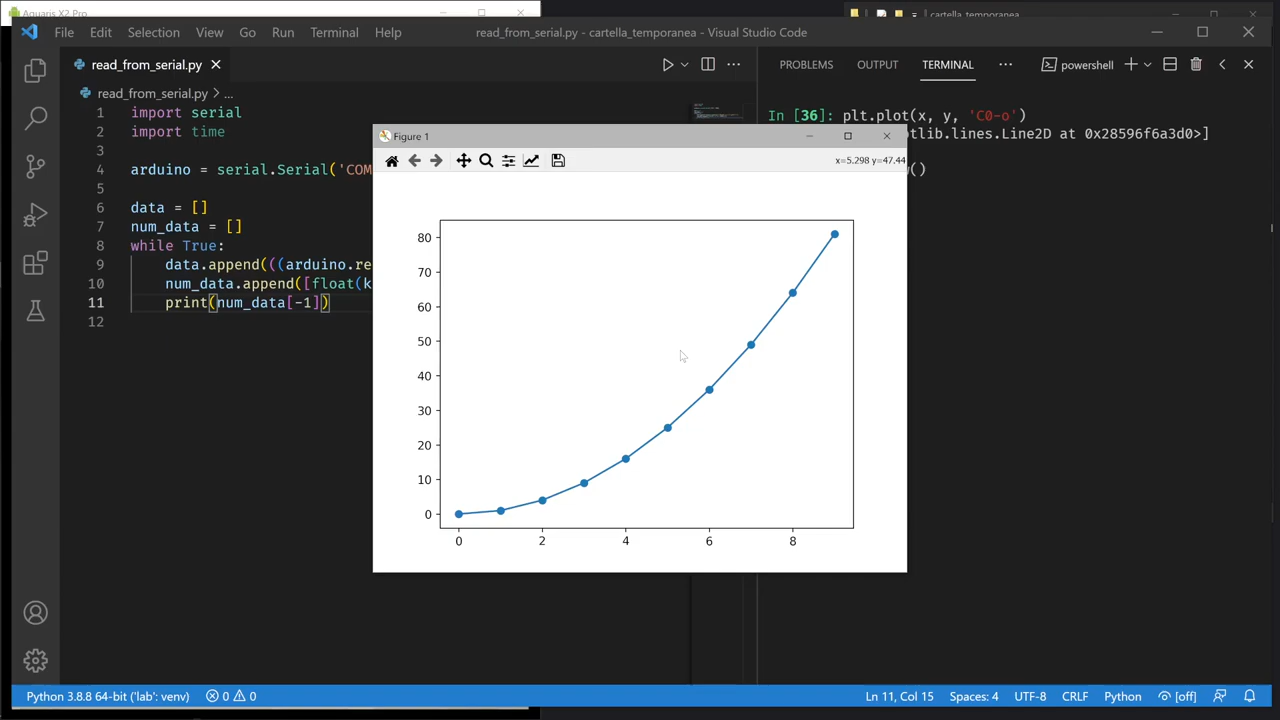 Aquaris X2 Pro
cartella_temporanea
File Edit Selection View Go Run Terminal Help
read_from_serial.py - cartella_temporanea - Visual Studio Code
read_from_serial.py
PROBLEMS OUTPUT TERMINAL ··· powershell
read_from_serial.py > ...
1 import serial
2 import time
3
4 arduino = serial.Serial('COM
5
6 data = []
7 num_data = []
8 while True:
9 data.append(((arduino.re
10 num_data.append([float(k
11 print(num_data[-1])
12
In [36]: plt.plot(x, y, 'C0-o')
tlib.lines.Line2D at 0x28596f6a3d0>]
()
Figure 1
x=5.298 y=47.44
80
70
60
50
40
30
20
10
0
0 2 4 6 8
Python 3.8.8 64-bit ('lab': venv) 0 0 Ln 11, Col 15 Spaces: 4 UTF-8 CRLF Python [off]